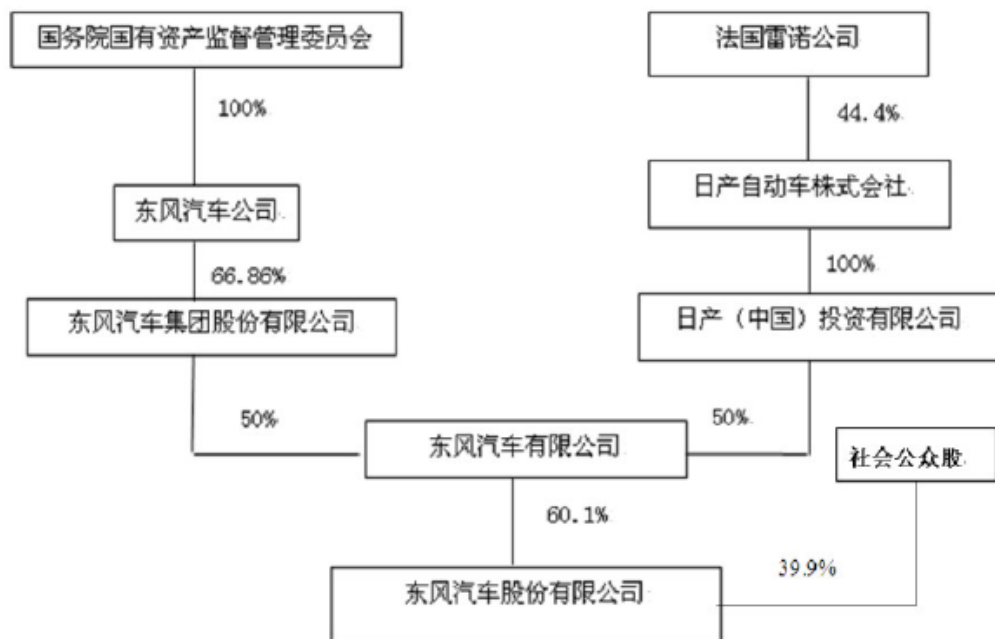 国务院国有资产监督管理委员会
法国雷诺公司
100%
44.4%
东风汽车公司
日产自动车株式会社
66.86%
100%
东风汽车集团股份有限公司
日产（中国）投资有限公司
50%
50%
东风汽车有限公司
社会公众股
60.1%
39.9%
东风汽车股份有限公司